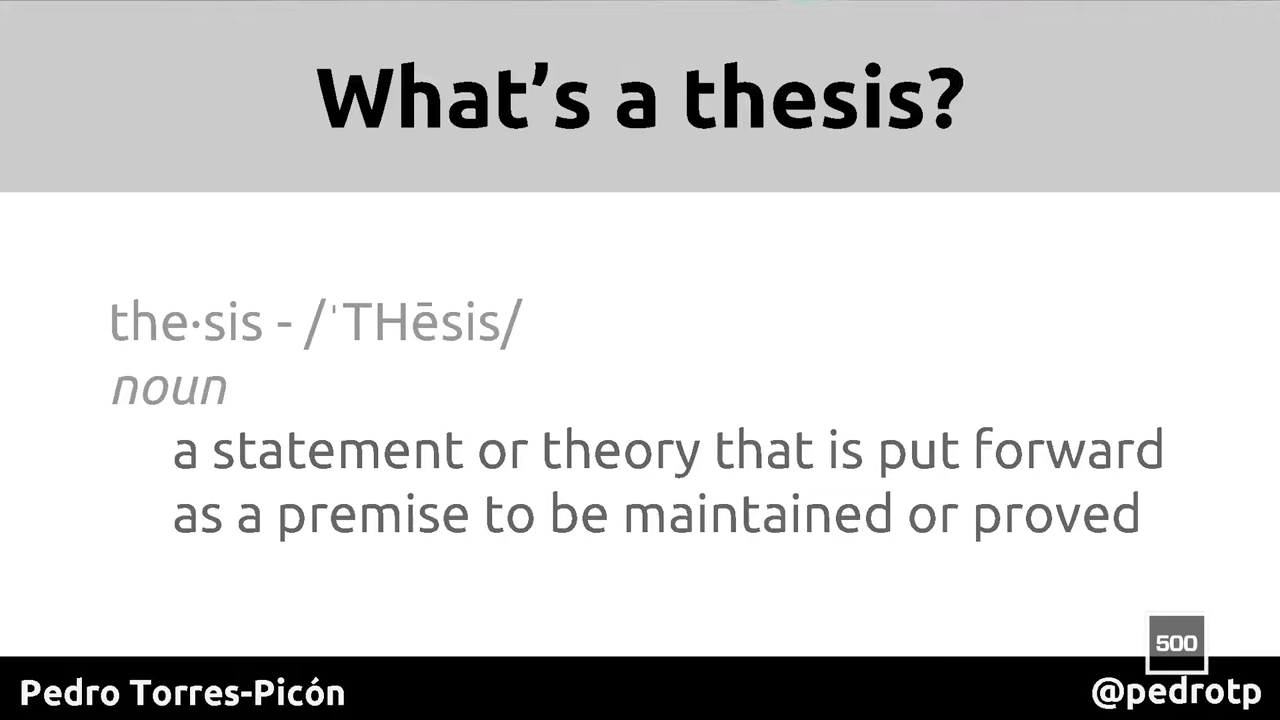 What’s a thesis?
the·sis - /ˈTHēsis/
noun
a statement or theory that is put forward
as a premise to be maintained or proved
500
Pedro Torres-Picón
@pedrotp